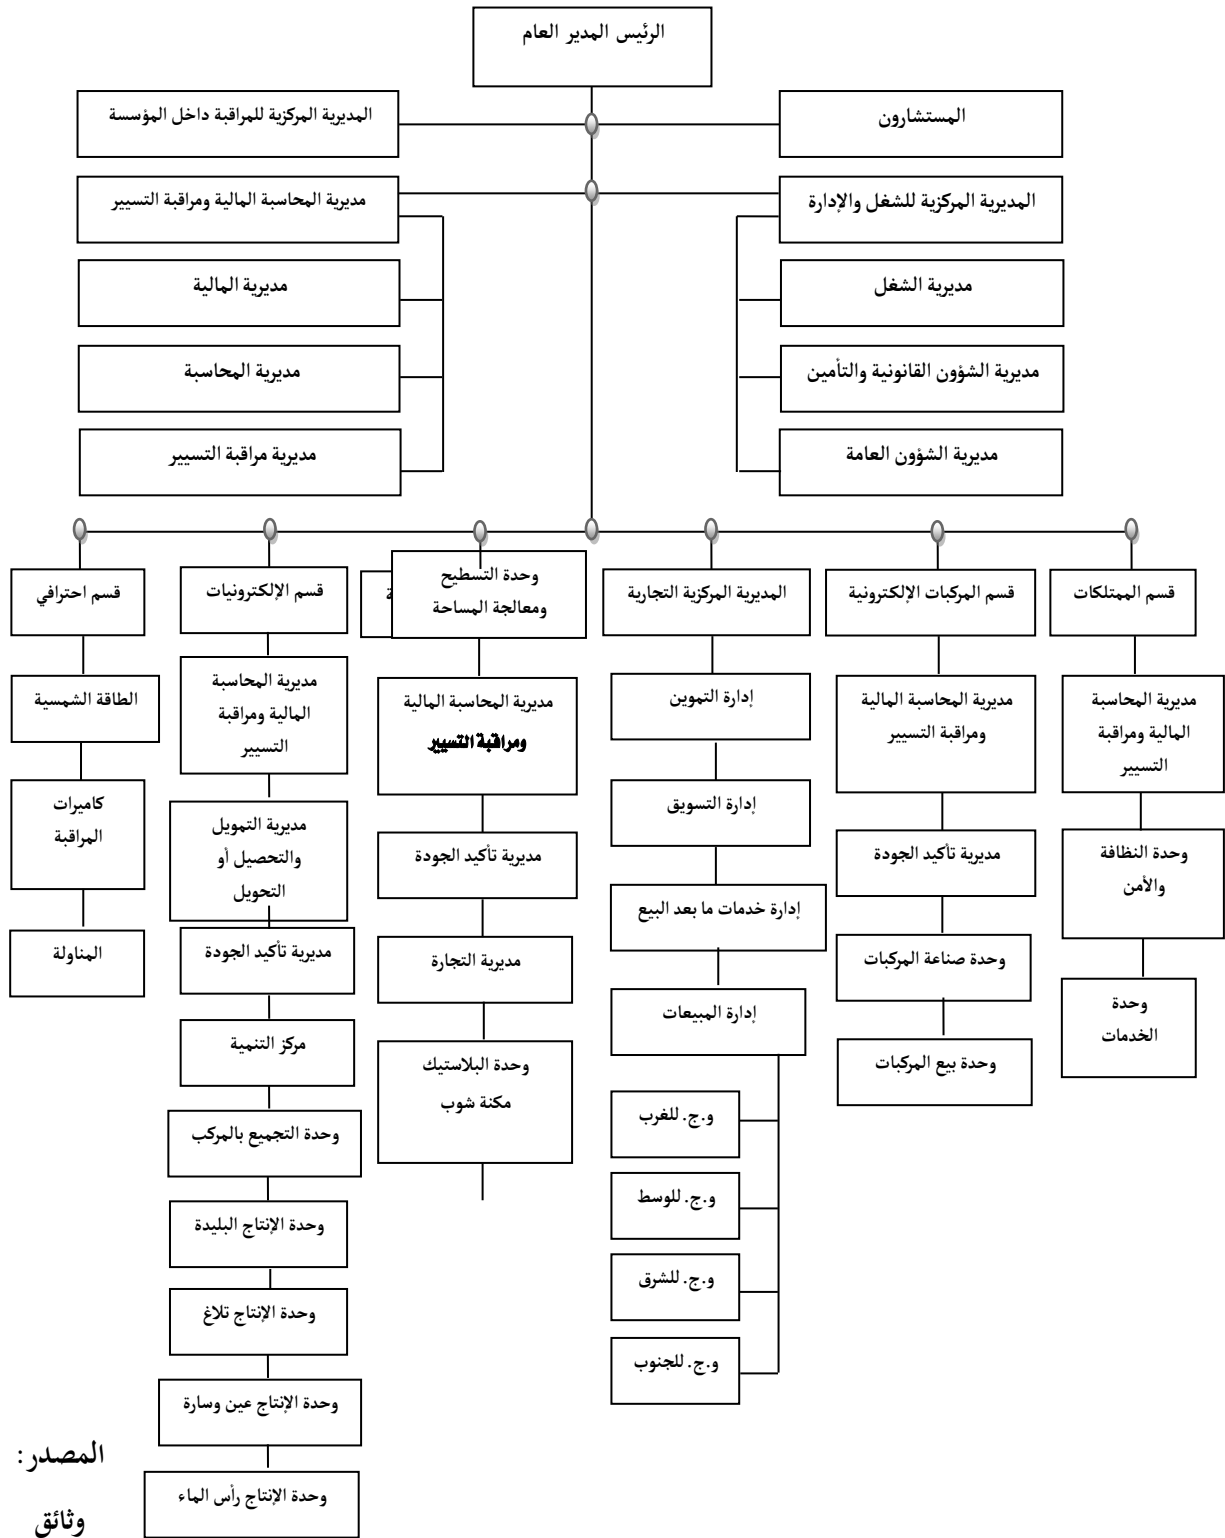 الرئيس المدير العام
المستشارون
المديرية المركزية للمراقبة داخل المؤسسة
المديرية المركزية للشغل والإدارة
مديرية المحاسبة المالية ومراقبة التسيير
مديرية الشغل
مديرية المالية
مديرية الشؤون القانونية والتأمين
مديرية المحاسبة
مديرية الشؤون العامة
مديرية مراقبة التسيير
قسم الممتلكات
مديرية المحاسبة
المالية ومراقبة
التسيير
وحدة النظافة
والأمن
وحدة
الخدمات
قسم المركبات الإلكترونية
مديرية المحاسبة المالية
ومراقبة التسيير
مديرية تأكيد الجودة
وحدة صناعة المركبات
وحدة بيع المركبات
المديرية المركزية التجارية
إدارة التموين
إدارة التسويق
إدارة خدمات ما بعد البيع
إدارة المبيعات
و.ج. للغرب
و.ج. للوسط
و.ج. للشرق
و.ج. للجنوب
وحدة التسطيح
ومعالجة المساحة
مديرية المحاسبة المالية
ومراقبة التسيير
مديرية تأكيد الجودة
مديرية التجارة
وحدة البلاستيك
مكنة شوب
قسم الإلكترونيات
مديرية المحاسبة
المالية ومراقبة
التسيير
مديرية التمويل
والتحصيل أو
التحويل
مديرية تأكيد الجودة
مركز التنمية
وحدة التجميع بالمركب
وحدة الإنتاج البليدة
وحدة الإنتاج تلاغ
وحدة الإنتاج عين وسارة
وحدة الإنتاج رأس الماء
قسم احترافي
الطاقة الشمسية
كاميرات
المراقبة
المناولة
المصدر:
وثائق